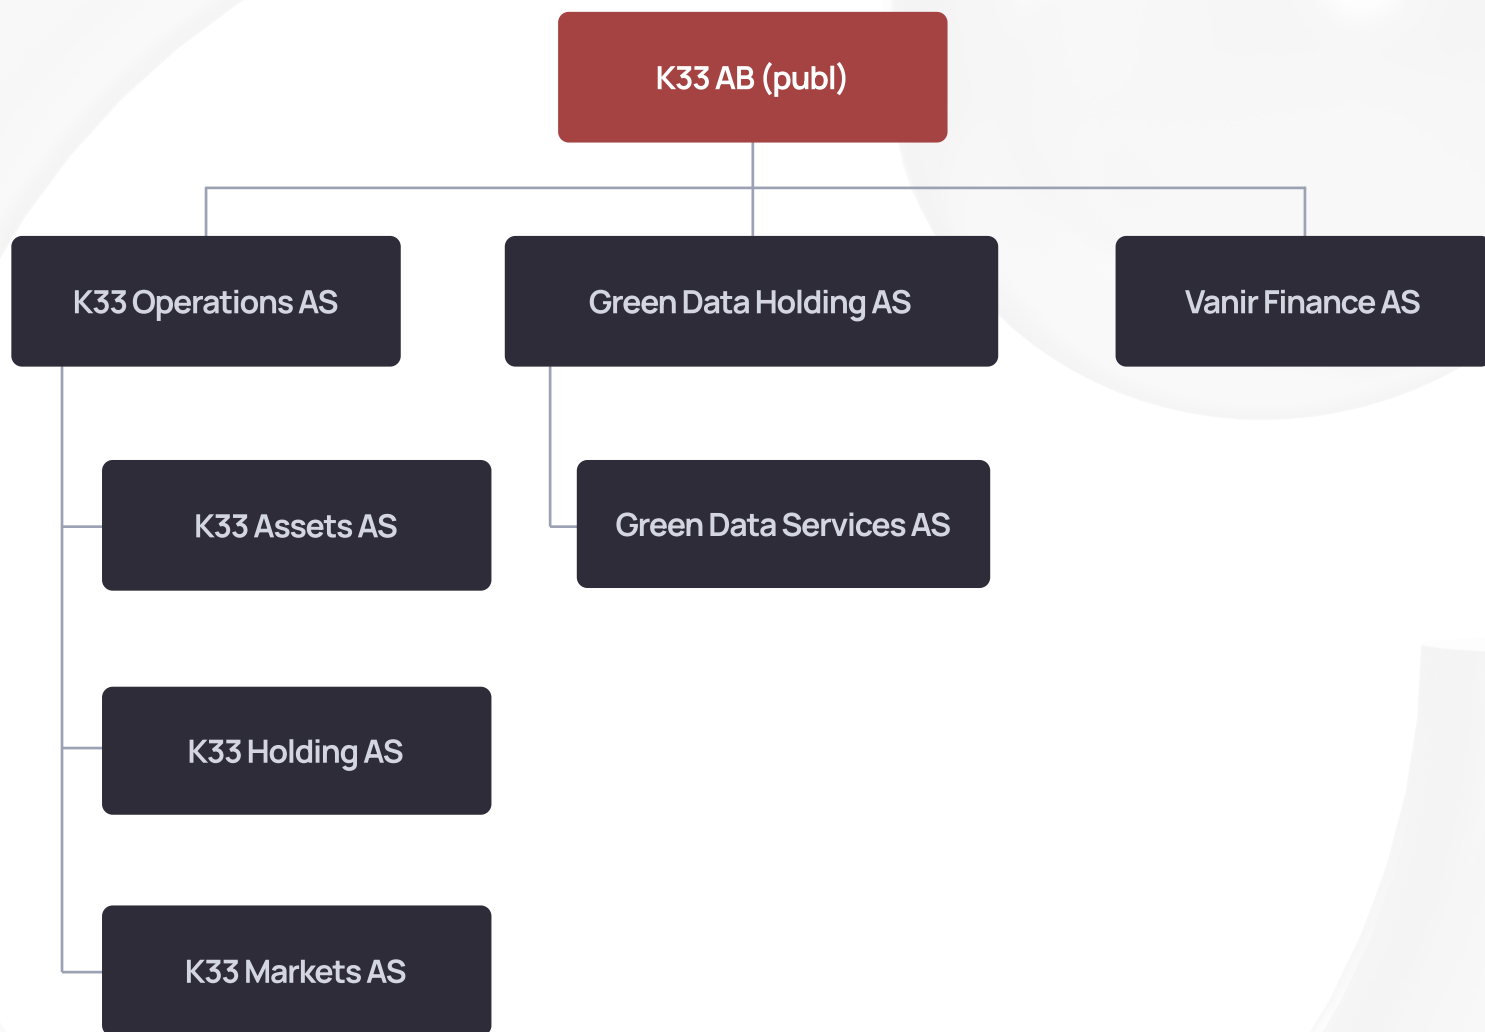 K33 AB (publ)
K33 Operations AS
Green Data Holding AS
Vanir Finance AS
K33 Assets AS
Green Data Services AS
K33 Holding AS
K33 Markets AS